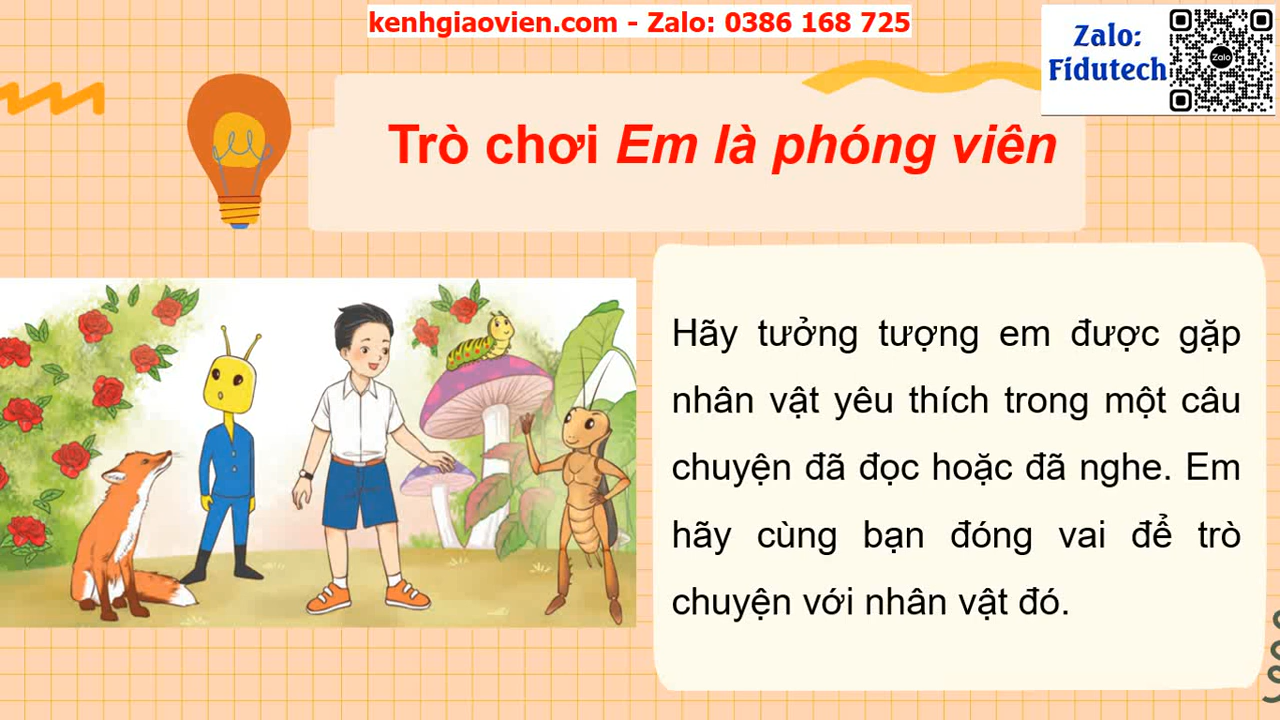 kenhgiaovien.com - Zalo: 0386 168 725
Zalo:
Fidutech
Zalo
Trò chơi Em là phóng viên
Hãy tưởng tượng em được gặp
nhân vật yêu thích trong một câu
chuyện đã đọc hoặc đã nghe. Em
hãy cùng bạn đóng vai để trò
chuyện với nhân vật đó.